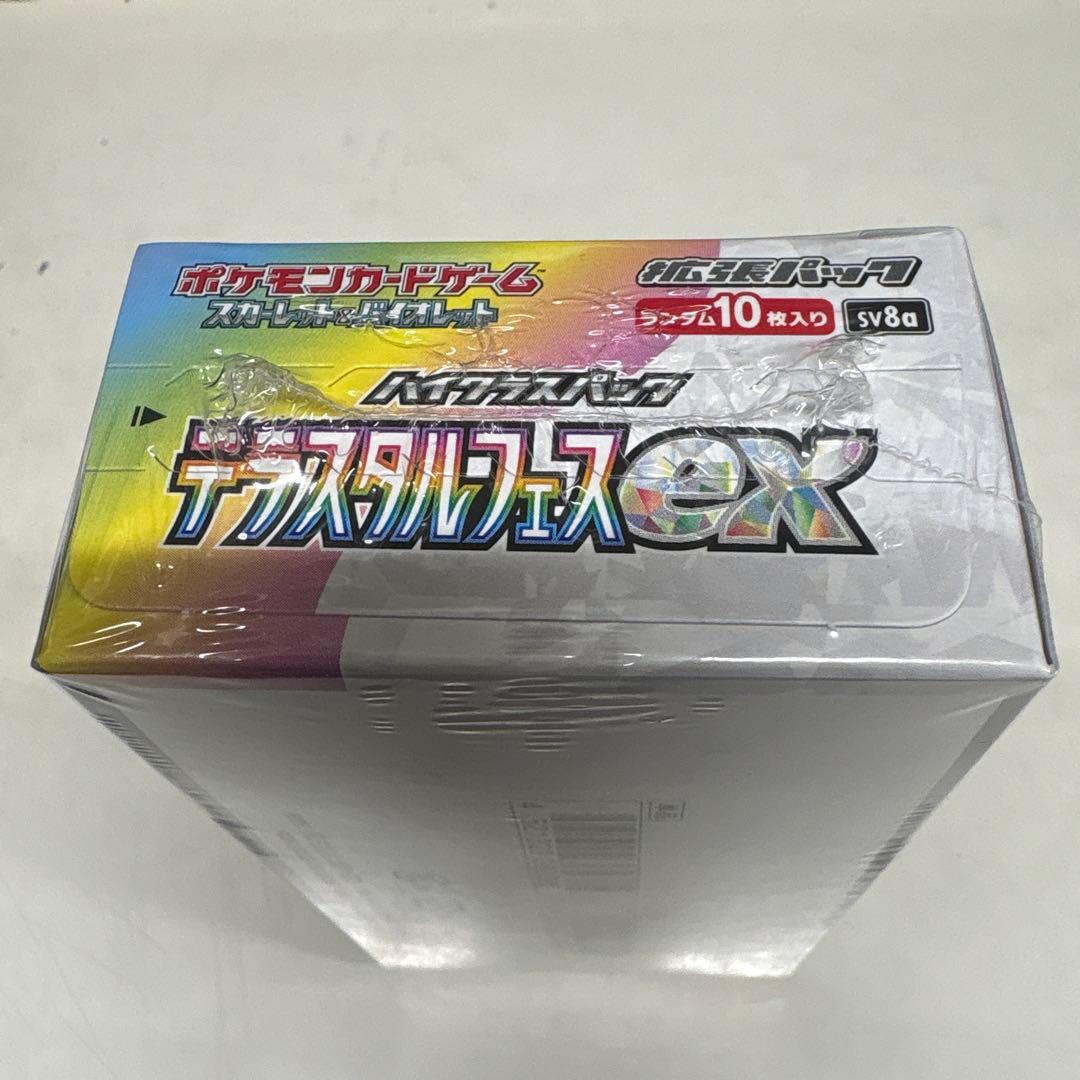 ポケモンカードゲーム™
スカーレット&バイオレット
拡張パック
ランダム10枚入り
SV8a
ハイクラスパック
テラスタルフェスex